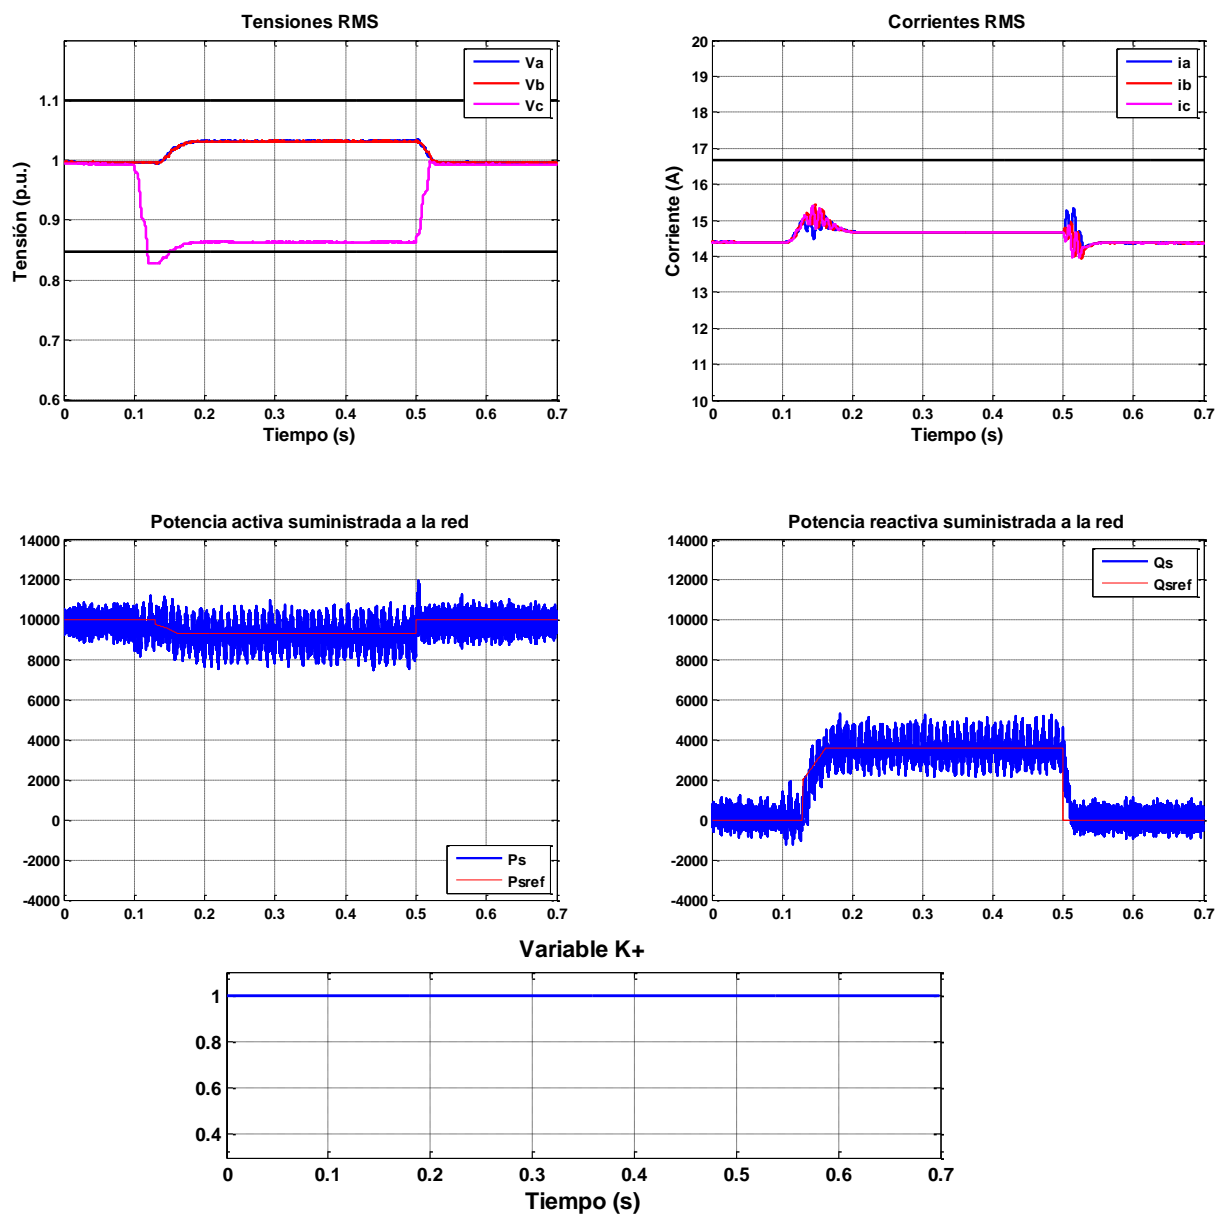 Tensiones RMS
Tensión (p.u.)
1.1
1
0.9
0.8
0.7
0.6
0 0.1 0.2 0.3 0.4 0.5 0.6 0.7
Tiempo (s)
Va
Vb
Vc
Corrientes RMS
Corriente (A)
20
19
18
17
16
15
14
13
12
11
10
0 0.1 0.2 0.3 0.4 0.5 0.6 0.7
Tiempo (s)
ia
ib
ic
Potencia activa suministrada a la red
14000
12000
10000
8000
6000
4000
2000
0
-2000
-4000
0 0.1 0.2 0.3 0.4 0.5 0.6 0.7
Ps
Psref
Potencia reactiva suministrada a la red
14000
12000
10000
8000
6000
4000
2000
0
-2000
-4000
0 0.1 0.2 0.3 0.4 0.5 0.6 0.7
Qs
Qsref
Variable K+
1
0.8
0.6
0.4
0 0.1 0.2 0.3 0.4 0.5 0.6 0.7
Tiempo (s)